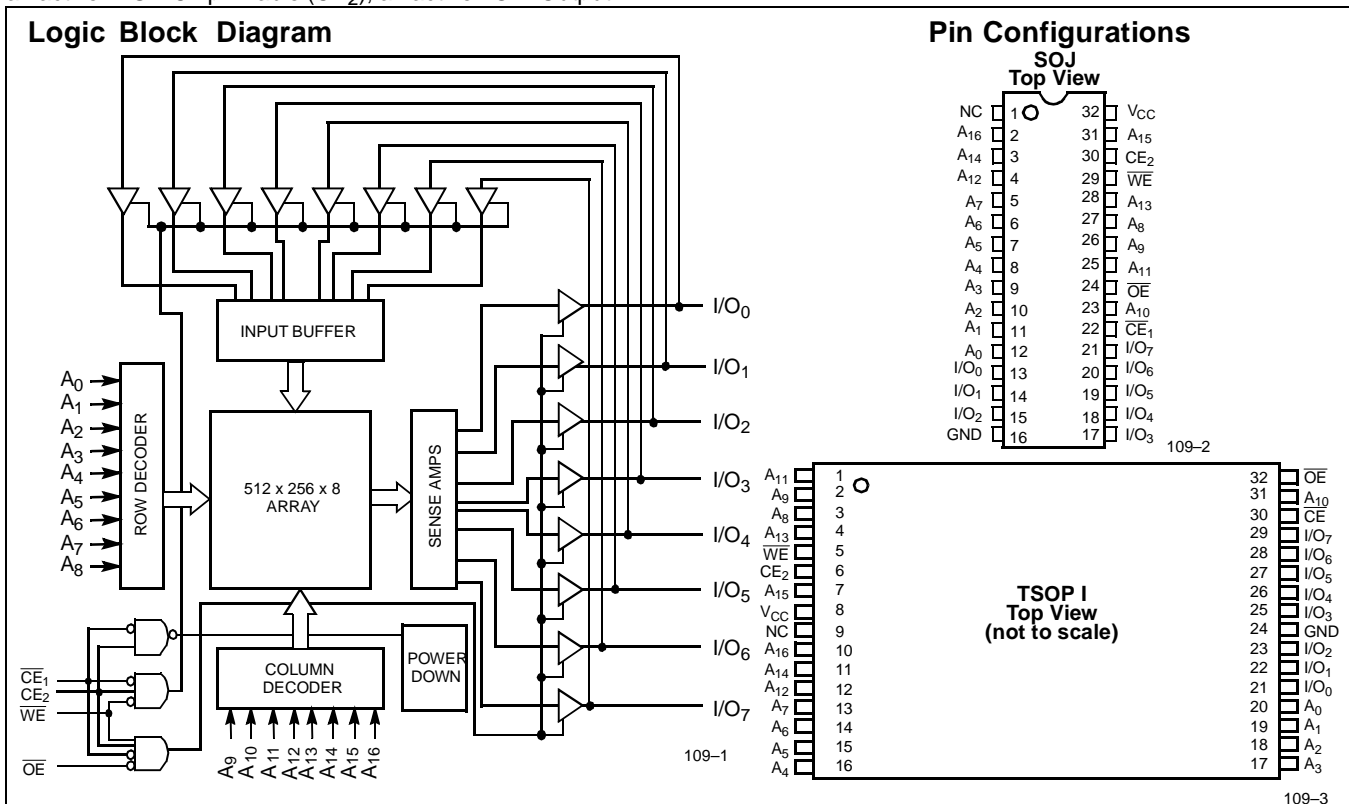 Logic Block Diagram
INPUT BUFFER
A0
A1
A2
A3
A4
A5
A6
A7
A8
ROW DECODER
512 x 256 x 8
ARRAY
SENSE AMPS
COLUMN
DECODER
POWER
DOWN
CE1
CE2
WE
OE
A9
A10
A11
A12
A13
A14
A15
A16
I/O0
I/O1
I/O2
I/O3
I/O4
I/O5
I/O6
I/O7
109–1
Pin Configurations
SOJ
Top View
NC 1 32 VCC
A16 2 31 A15
A14 3 30 CE2
A12 4 29 WE
A7 5 28 A13
A6 6 27 A8
A5 7 26 A9
A4 8 25 A11
A3 9 24 OE
A2 10 23 A10
A1 11 22 CE1
A0 12 21 I/O7
I/O0 13 20 I/O6
I/O1 14 19 I/O5
I/O2 15 18 I/O4
GND 16 17 I/O3
109–2
TSOP I
Top View
(not to scale)
A11 1 32 OE
A9 2 31 A10
A8 3 30 CE
A13 4 29 I/O7
WE 5 28 I/O6
CE2 6 27 I/O5
A15 7 26 I/O4
VCC 8 25 I/O3
NC 9 24 GND
A16 10 23 I/O2
A14 11 22 I/O1
A12 12 21 I/O0
A7 13 20 A0
A6 14 19 A1
A5 15 18 A2
A4 16 17 A3
109–3